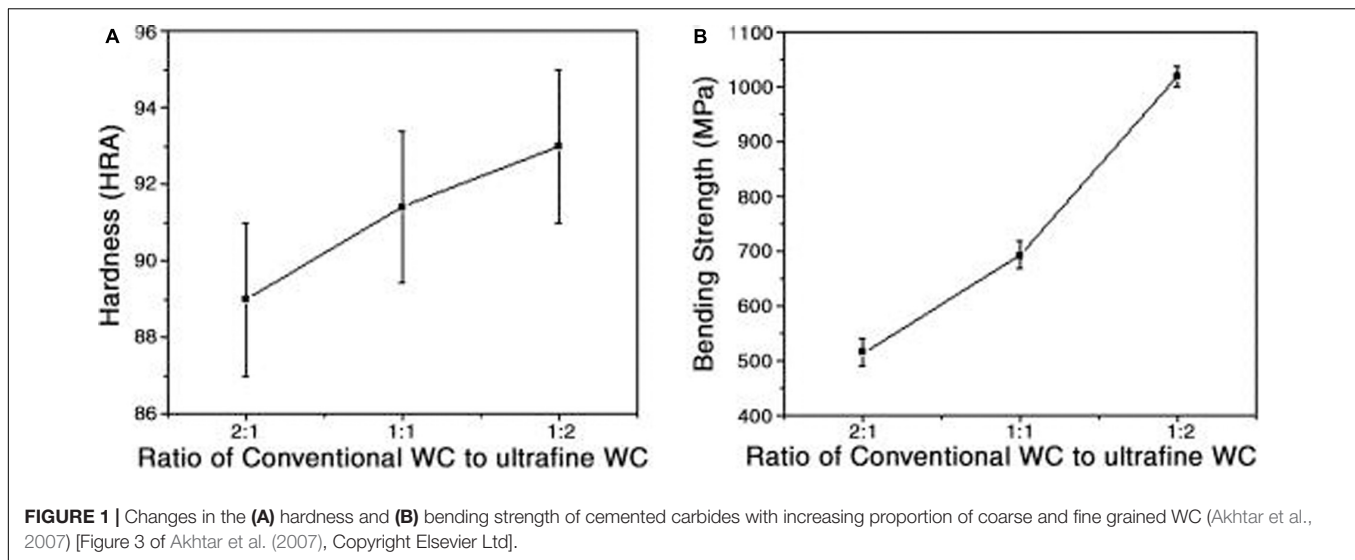 A
96
94
92
90
88
86
Hardness (HRA)
2:1
1:1
1:2
Ratio of Conventional WC to ultrafine WC
B
1100
1000
900
800
700
600
500
400
Bending Strength (MPa)
2:1
1:1
1:2
Ratio of Conventional WC to ultrafine WC
FIGURE 1 | Changes in the (A) hardness and (B) bending strength of cemented carbides with increasing proportion of coarse and fine grained WC (Akhtar et al.,
2007) [Figure 3 of Akhtar et al. (2007), Copyright Elsevier Ltd].